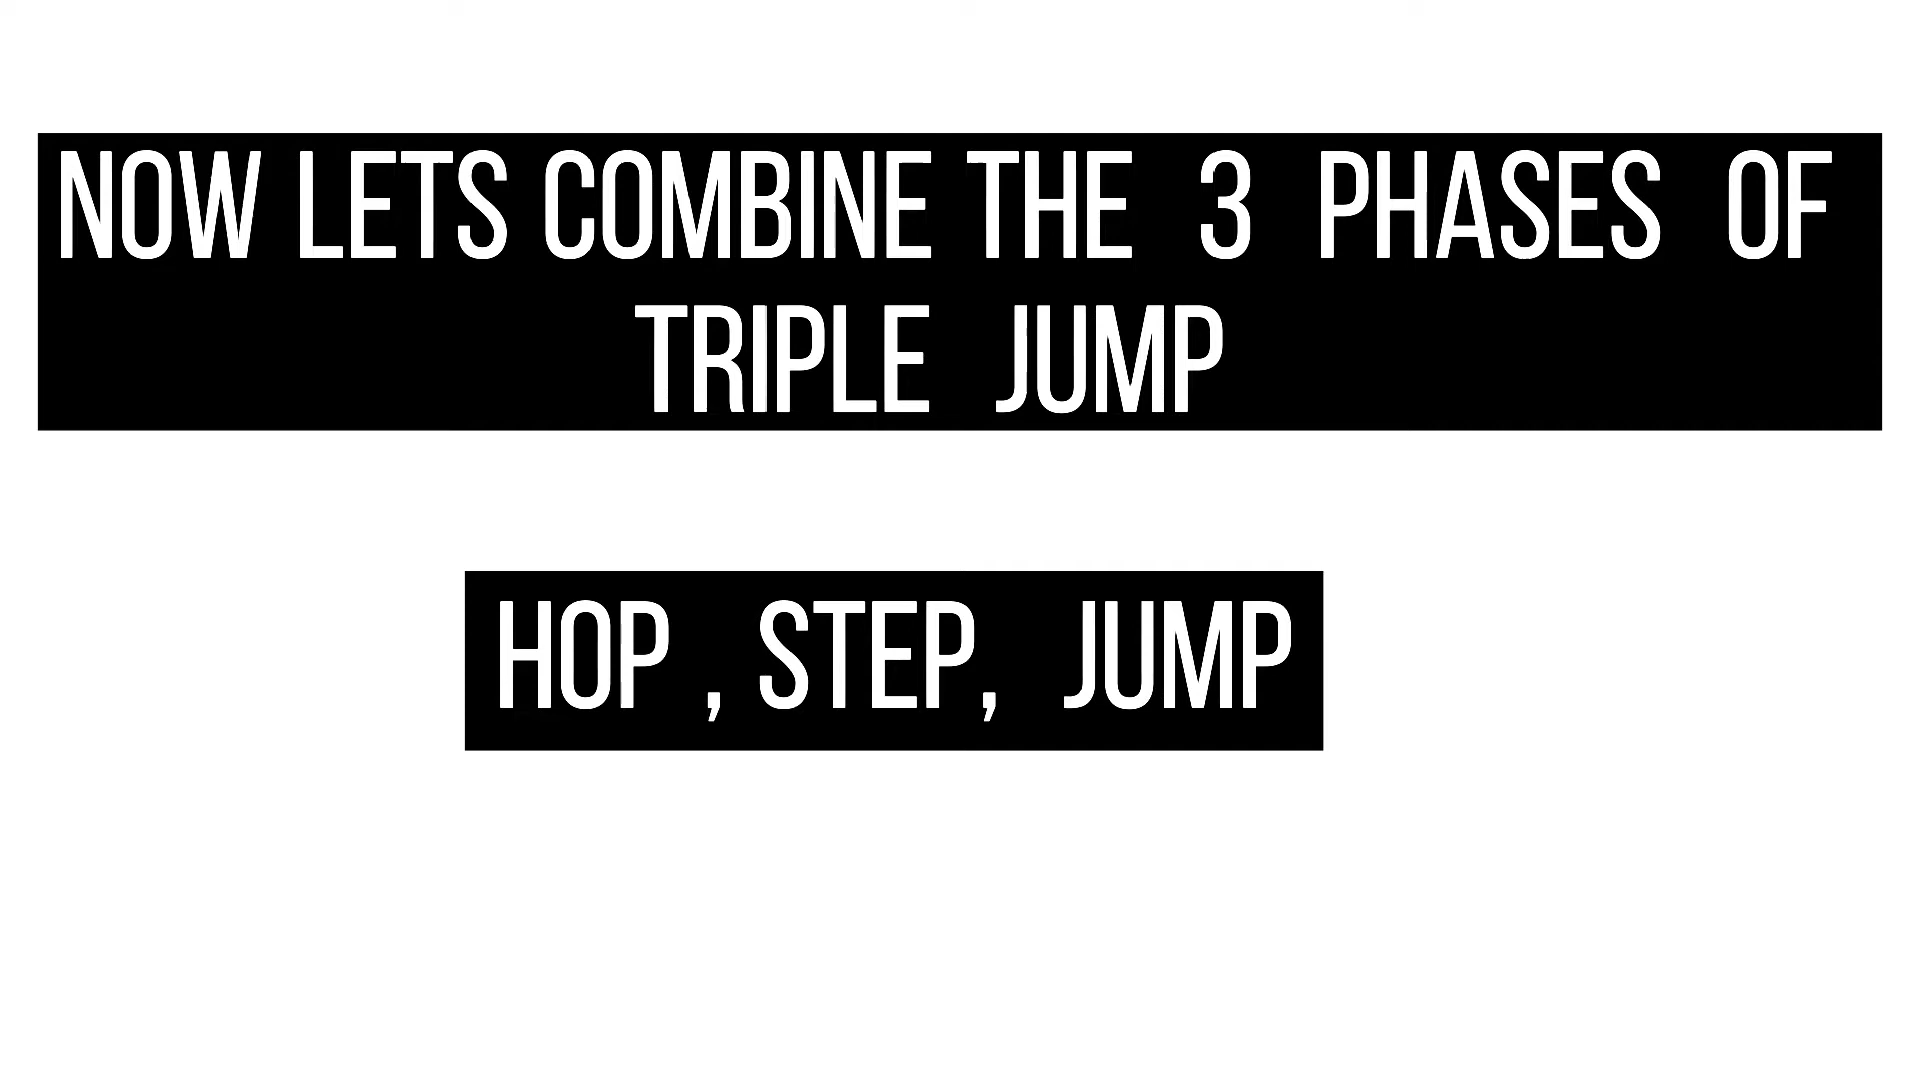 NOW LETS COMBINE THE 3 PHASES OF
TRIPLE JUMP
HOP , STEP, JUMP